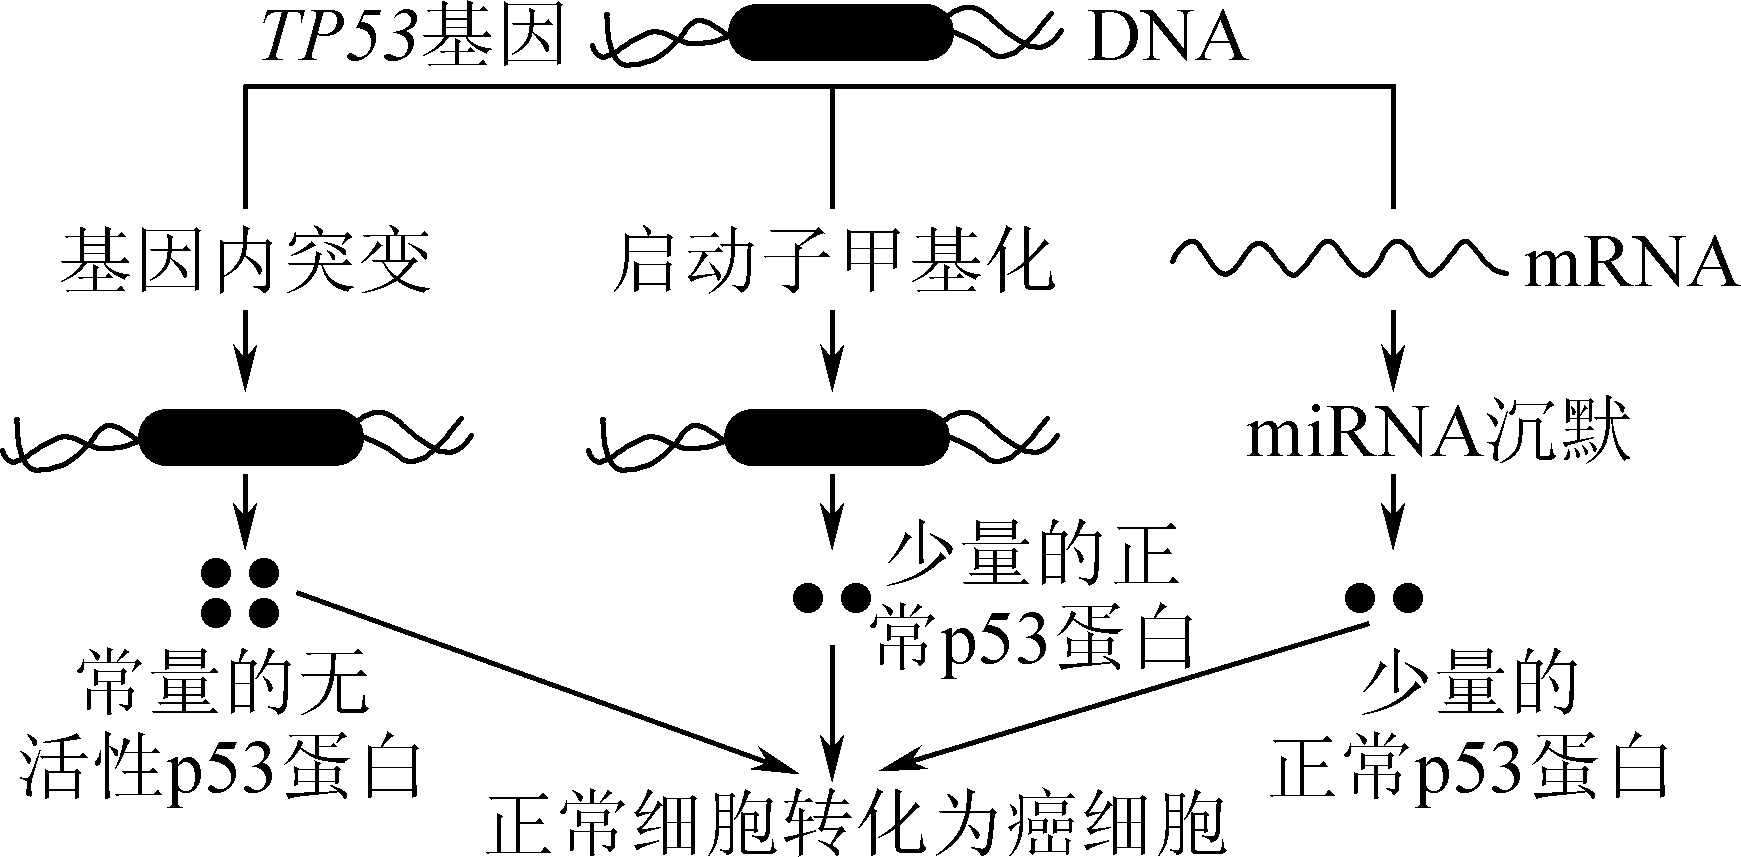 TP53基因 DNA
基因内突变 启动子甲基化 mRNA
miRNA沉默
少量的正
常p53蛋白
常量的无
活性p53蛋白
少量的
正常p53蛋白
正常细胞转化为癌细胞